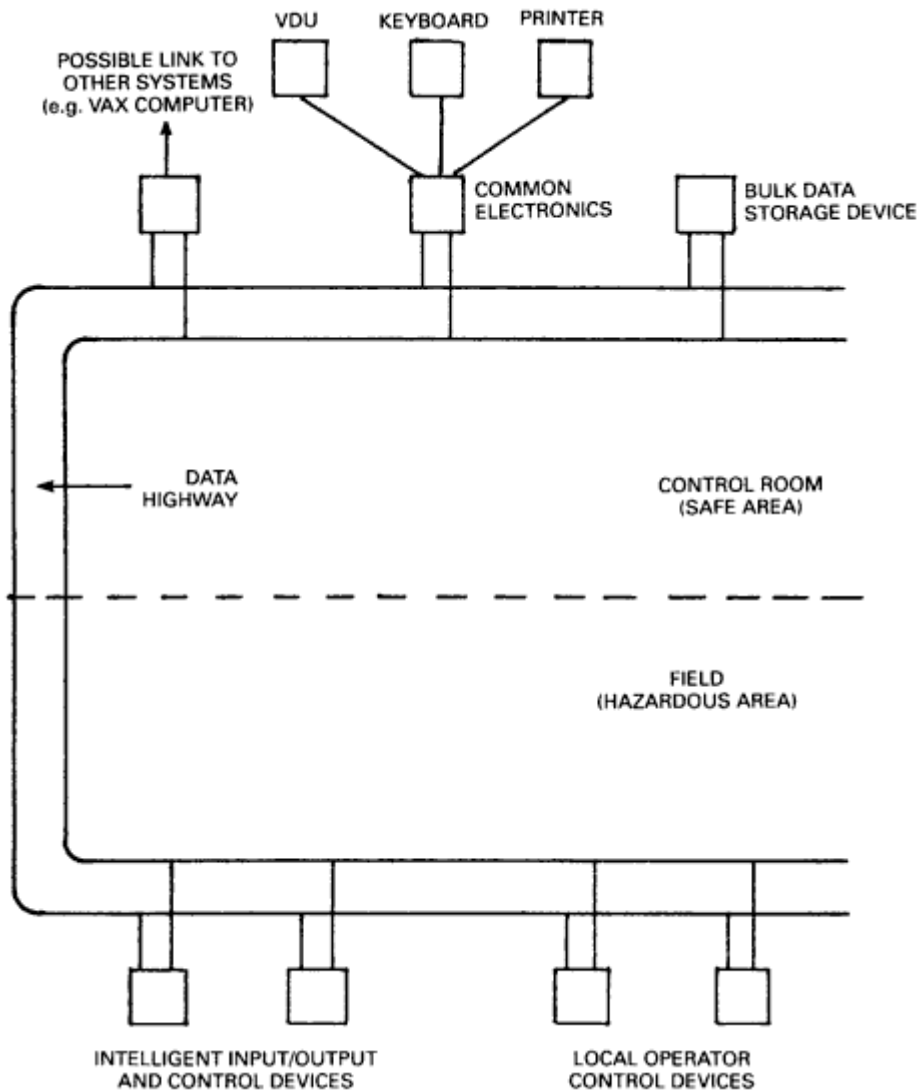 VDU
KEYBOARD
PRINTER
POSSIBLE LINK TO
OTHER SYSTEMS
(e.g. VAX COMPUTER)
COMMON
ELECTRONICS
BULK DATA
STORAGE DEVICE
DATA
HIGHWAY
CONTROL ROOM
(SAFE AREA)
FIELD
(HAZARDOUS AREA)
INTELLIGENT INPUT/OUTPUT
AND CONTROL DEVICES
LOCAL OPERATOR
CONTROL DEVICES